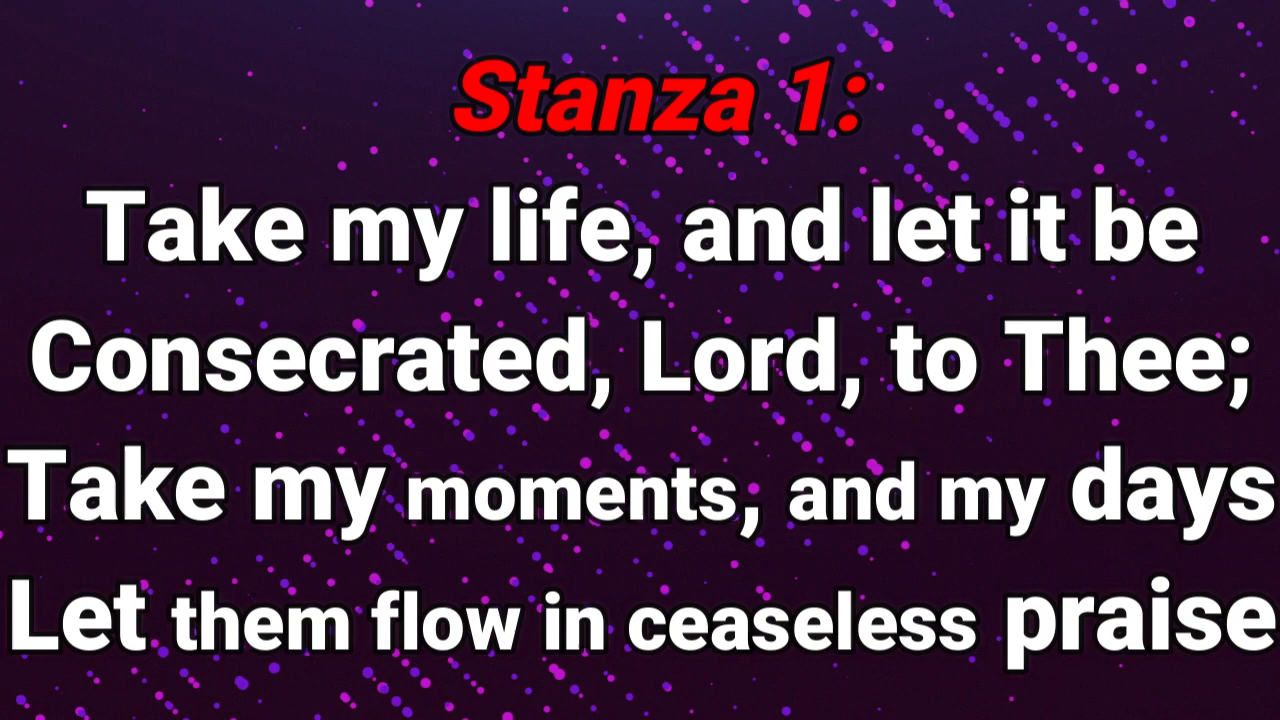 Stanza 1:
Take my life, and let it be
Consecrated, Lord, to Thee;
Take my moments, and my days
Let them flow in ceaseless praise